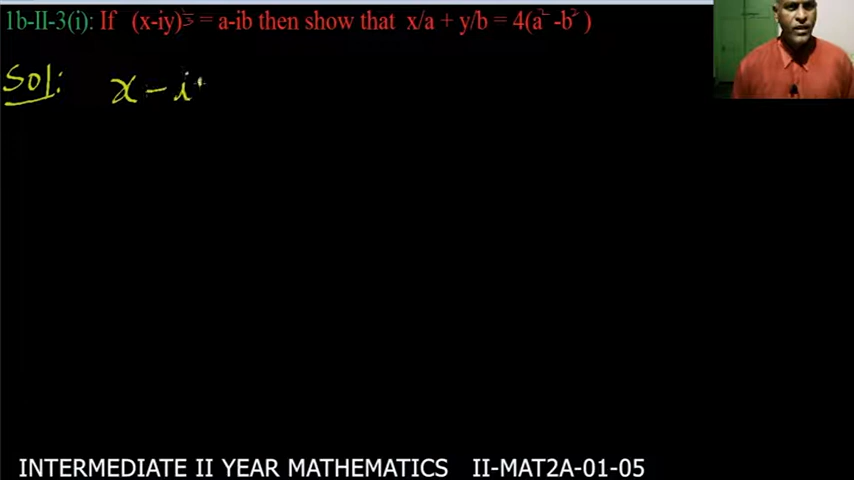 1b-II-3(i): If (x-iy)^1/3 = a-ib then show that x/a + y/b = 4(a² -b²)
Sol: x - i
INTERMEDIATE II YEAR MATHEMATICS II-MAT2A-01-05